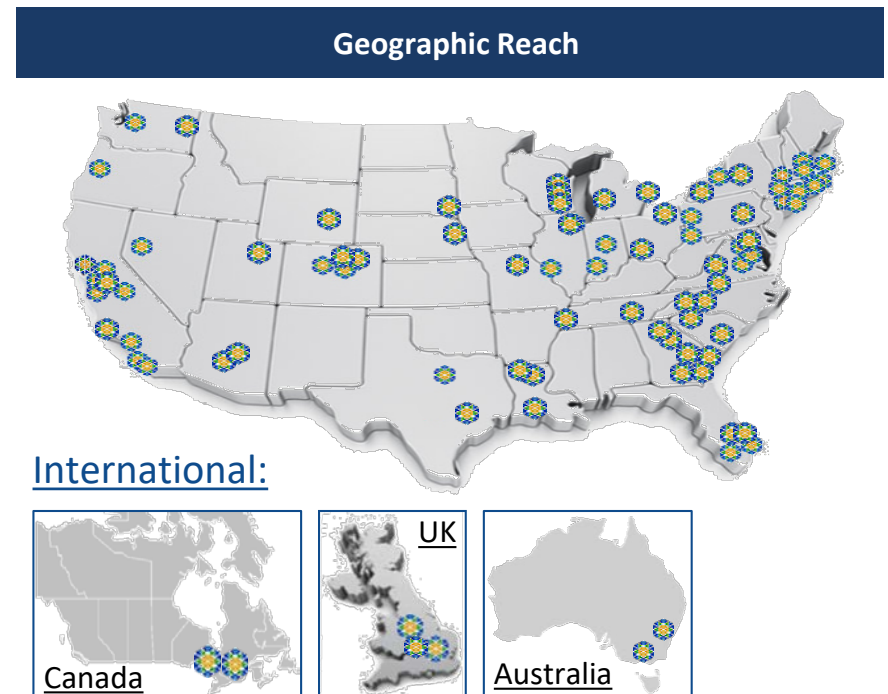 Geographic Reach
International:
Canada
UK
Australia